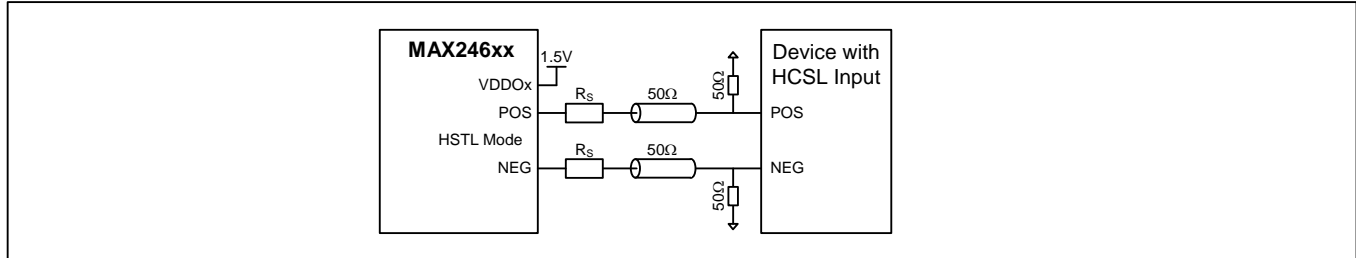 MAX246xx
1.5V
VDDOx
POS
HSTL Mode
NEG
RS
50Ω
RS
50Ω
50Ω
50Ω
Device with
HCSL Input
POS
NEG